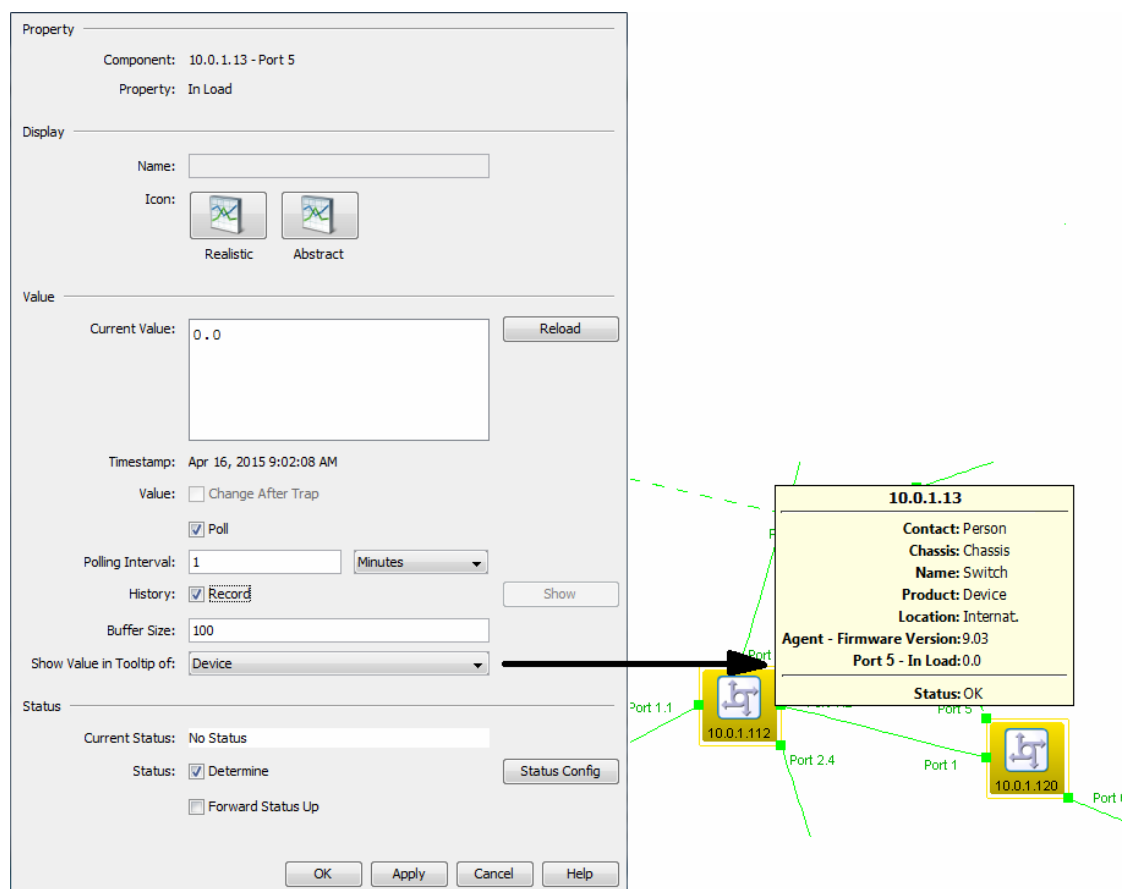 Property
Component: 10.0.1.13 - Port 5
Property: In Load
Display
Name:
Icon:
Realistic Abstract
Value
Current Value: 0.0 Reload
Timestamp: Apr 16, 2015 9:02:08 AM
Value: Change After Trap
Poll
Polling Interval: 1 Minutes
History: Record Show
Buffer Size: 100
Show Value in Tooltip of: Device
Status
Current Status: No Status
Status: Determine Status Config
Forward Status Up
OK Apply Cancel Help
10.0.1.13
Contact: Person
Chassis: Chassis
Name: Switch
Product: Device
Location: Internat.
Agent - Firmware Version: 9.03
Port 5 - In Load: 0.0
Status: OK
Port
Port 1.1
Port 5
10.0.1.112
Port 2.4
Port 1
10.0.1.120
Port